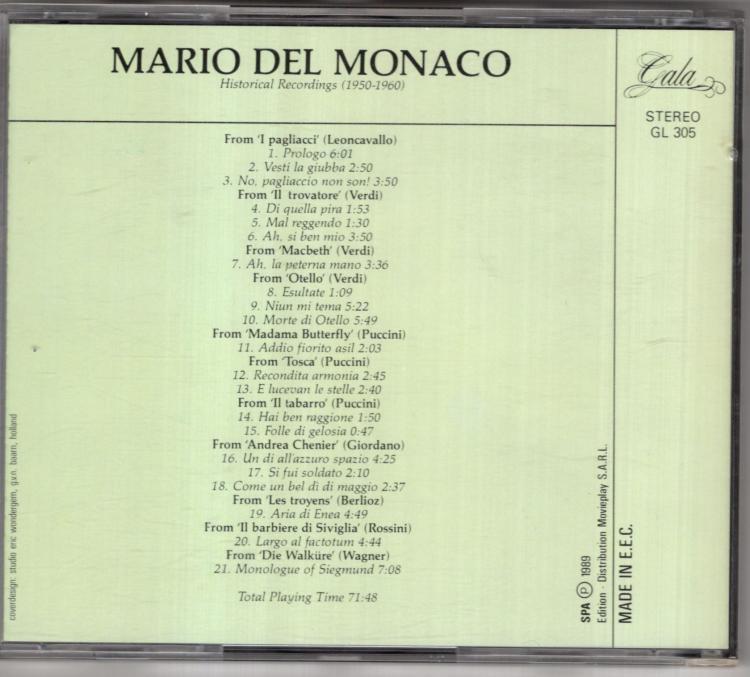 MARIO DEL MONACO
Historical Recordings (1950-1960)
Gala
STEREO
GL 305
From 'I pagliacci' (Leoncavallo)
1. Prologo 6:01
2. Vesti la giubba 2:50
3. No, pagliaccio non son! 3:50
From 'Il trovatore' (Verdi)
4. Di quella pira 1:53
5. Mal reggendo 1:30
6. Ah, si ben mio 3:50
From 'Macbeth' (Verdi)
7. Ah, la peterna mano 3:36
From 'Otello' (Verdi)
8. Esultate 1:09
9. Niun mi tema 5:22
10. Morte di Otello 5:49
From 'Madama Butterfly' (Puccini)
11. Addio fiorito asil 2:03
From 'Tosca' (Puccini)
12. Recondita armonia 2:45
13. E lucevan le stelle 2:40
From 'Il tabarro' (Puccini)
14. Hai ben raggione 1:50
15. Folle di gelosia 0:47
From 'Andrea Chenier' (Giordano)
16. Un di all'azzuro spazio 4:25
17. Si fui soldato 2:10
18. Come un bel di di maggio 2:37
From 'Les troyens' (Berlioz)
19. Aria di Enea 4:49
From 'Il barbiere di Siviglia' (Rossini)
20. Largo al factotum 4:44
From 'Die Walküre' (Wagner)
21. Monologue of Siegmund 7:08
Total Playing Time 71:48
coverdesign: studio eric wondergem, g.v.n. baarn, holland
SPA Ⓟ 1989
Edition - Distribution Movieplay S.A.R.L.
MADE IN E.E.C.